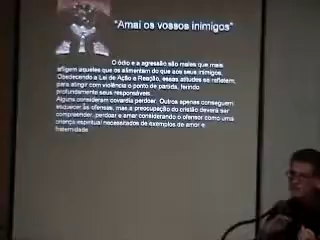 "Amai os vossos inimigos"
O ódio e a agressão são males que mais
afligem aqueles que os alimentam do que aos seus inimigos.
Obedecendo a Lei de Ação e Reação, essas atitudes se refletem,
para atingir com violência o ponto de partida, ferindo
profundamente seus responsáveis.
Alguns consideram covardia perdoar. Outros apenas conseguem
esquecer as ofensas, mas a preocupação do cristão deverá ser
compreender, perdoar e amar considerando o ofensor como uma
criança espiritual necessitados de exemplos de amor e
fraternidade